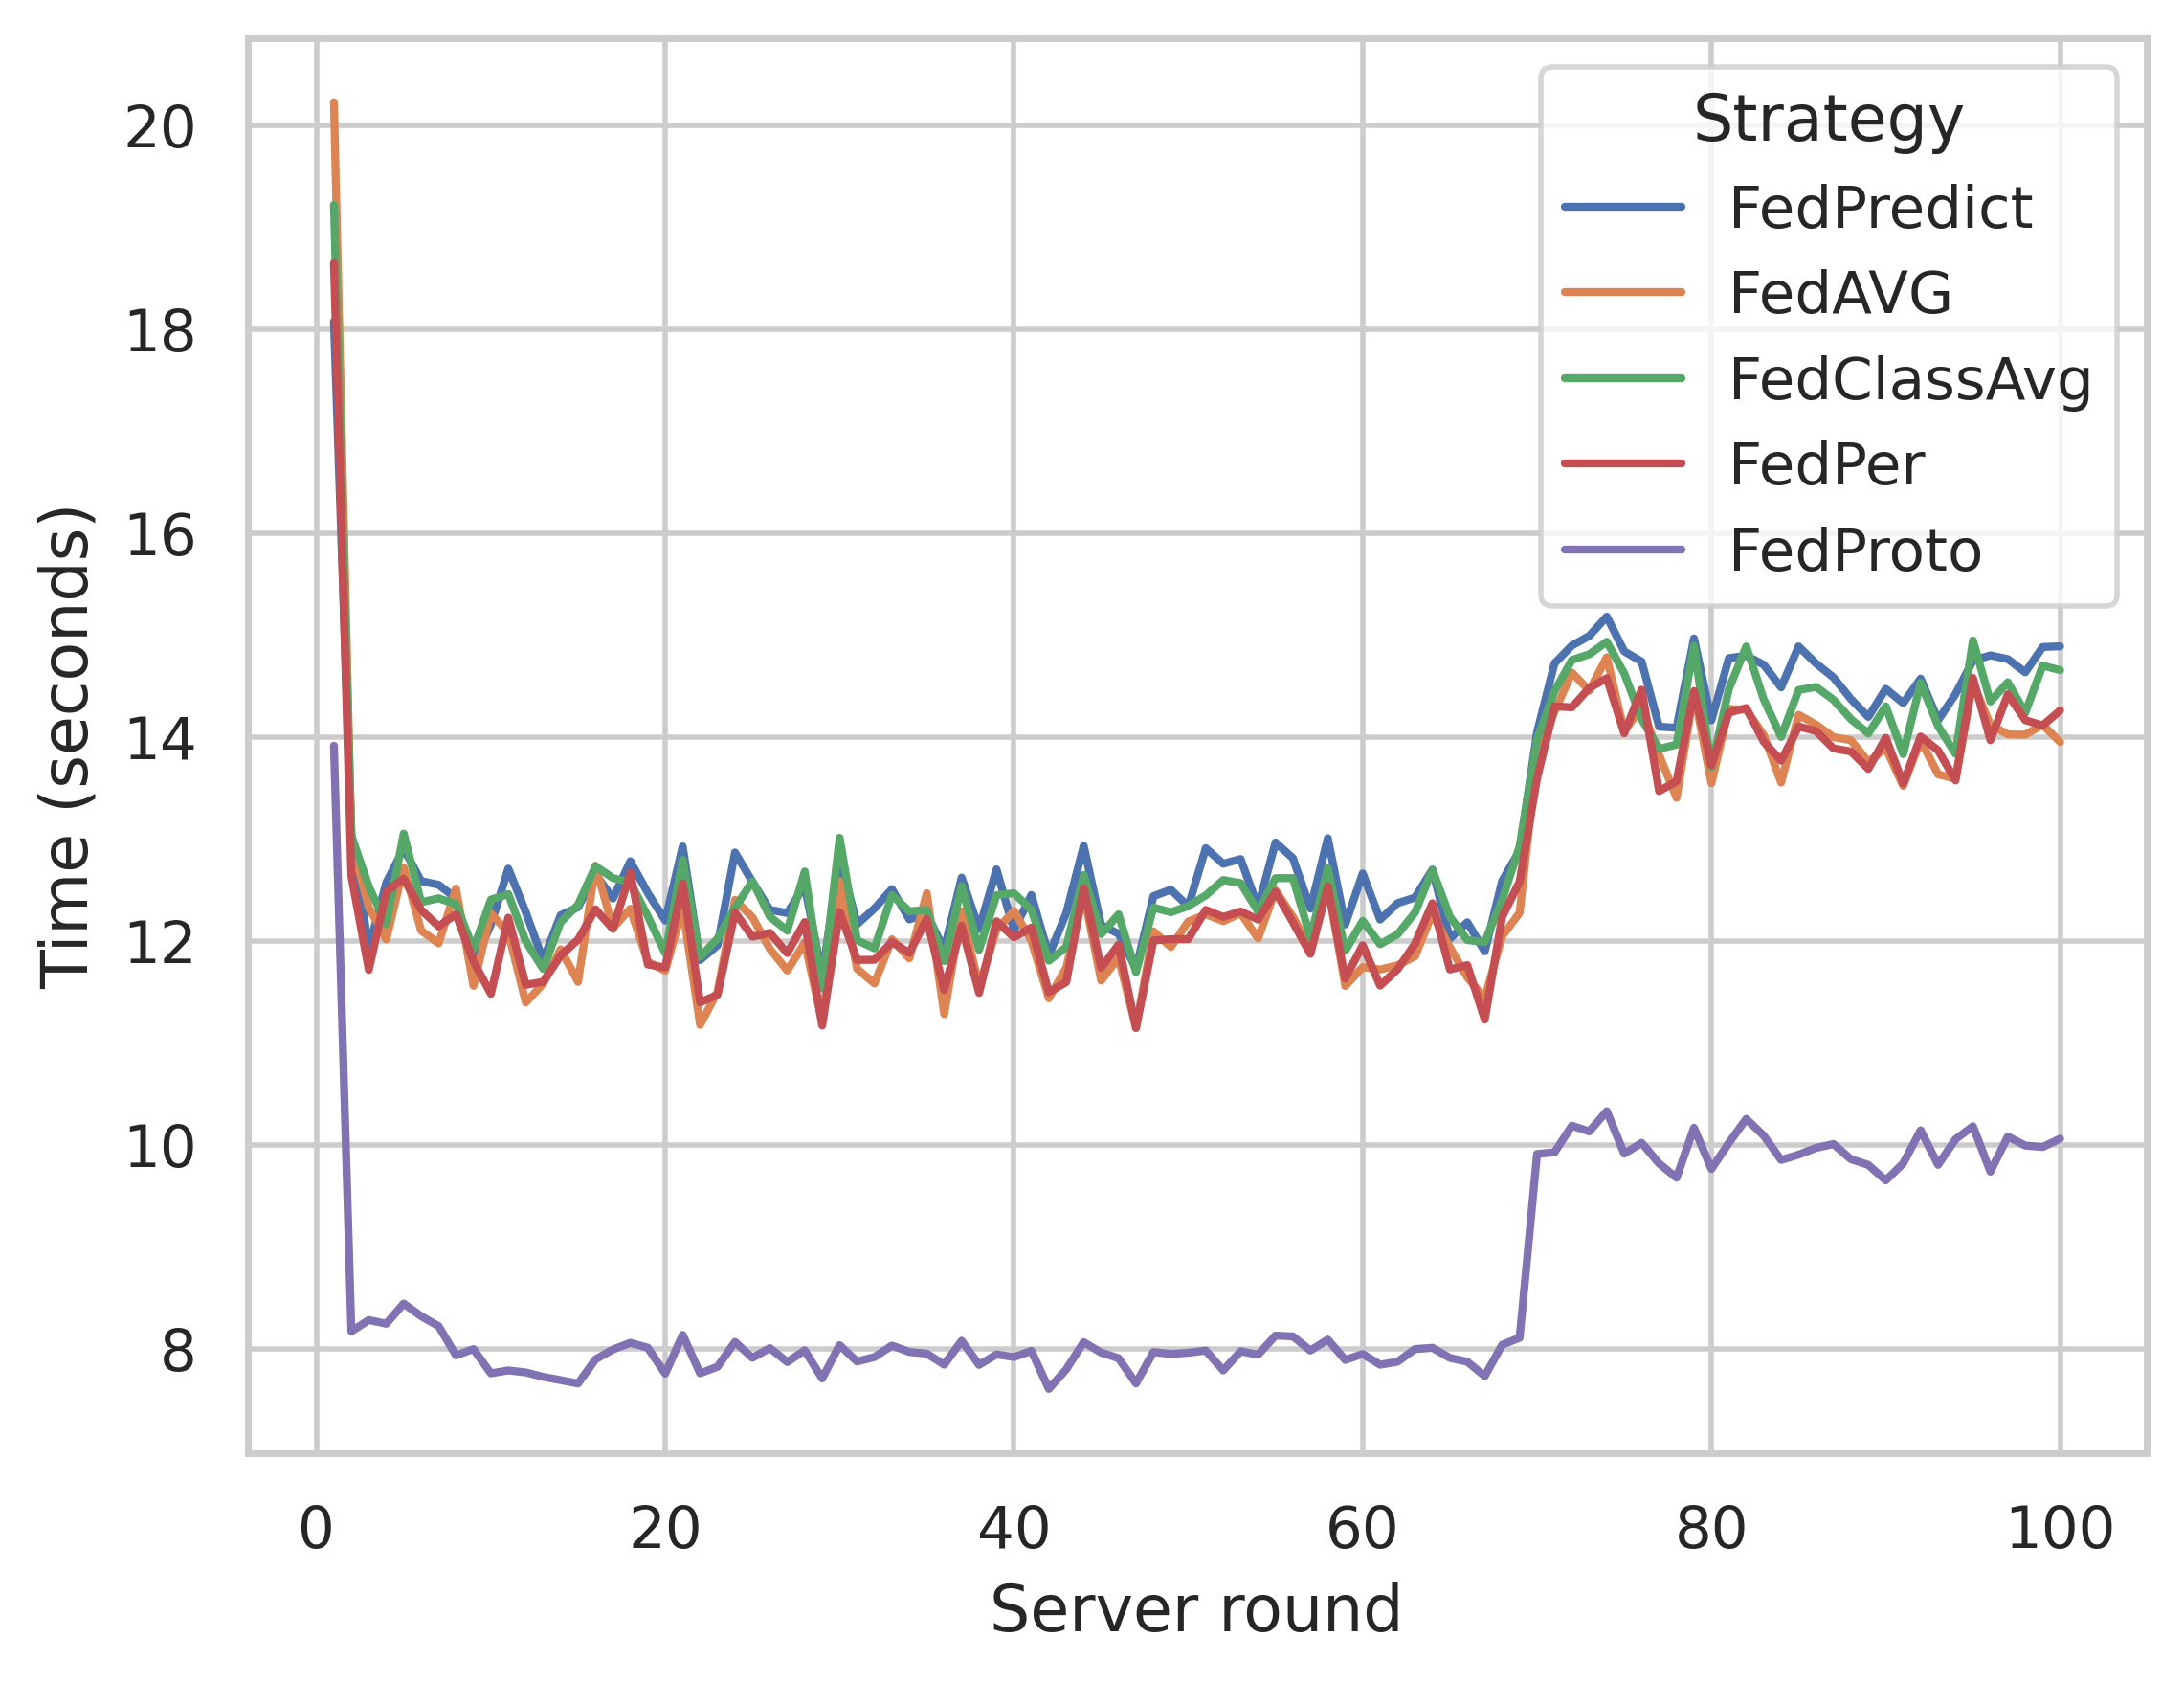 Strategy
FedPredict
FedAVG
FedClassAvg
FedPer
FedProto
Time (seconds)
20
18
16
14
12
10
8
0 20 40 60 80 100
Server round